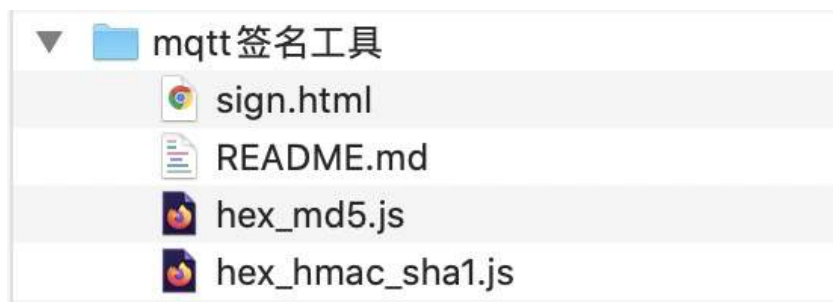 mqtt签名工具
sign.html
README.md
hex_md5.js
hex_hmac_sha1.js